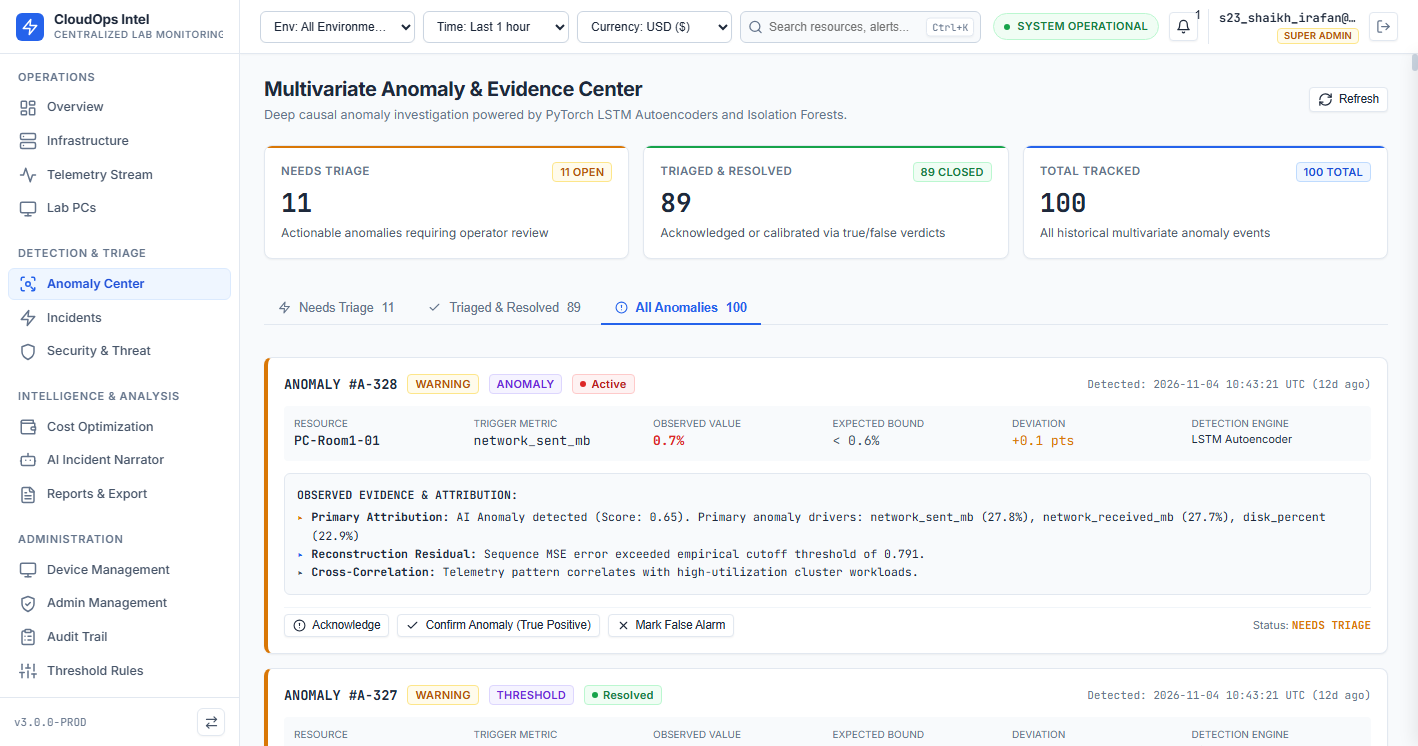 CloudOps Intel
CENTRALIZED LAB MONITORING
Env: All Environme...
Time: Last 1 hour
Currency: USD ($)
Search resources, alerts...
Ctrl+K
SYSTEM OPERATIONAL
1
s23_shaikh_irafan@...
SUPER ADMIN
OPERATIONS
Overview
Infrastructure
Telemetry Stream
Lab PCs
DETECTION & TRIAGE
Anomaly Center
Incidents
Security & Threat
INTELLIGENCE & ANALYSIS
Cost Optimization
AI Incident Narrator
Reports & Export
ADMINISTRATION
Device Management
Admin Management
Audit Trail
Threshold Rules
v3.0.0-PROD
Multivariate Anomaly & Evidence Center
Deep causal anomaly investigation powered by PyTorch LSTM Autoencoders and Isolation Forests.
Refresh
NEEDS TRIAGE
11 OPEN
11
Actionable anomalies requiring operator review
TRIAGED & RESOLVED
89 CLOSED
89
Acknowledged or calibrated via true/false verdicts
TOTAL TRACKED
100 TOTAL
100
All historical multivariate anomaly events
Needs Triage 11
Triaged & Resolved 89
All Anomalies 100
ANOMALY #A-328 WARNING ANOMALY Active
Detected: 2026-11-04 10:43:21 UTC (12d ago)
RESOURCE
PC-Room1-01
TRIGGER METRIC
network_sent_mb
OBSERVED VALUE
0.7%
EXPECTED BOUND
< 0.6%
DEVIATION
+0.1 pts
DETECTION ENGINE
LSTM Autoencoder
OBSERVED EVIDENCE & ATTRIBUTION:
▸ Primary Attribution: AI Anomaly detected (Score: 0.65). Primary anomaly drivers: network_sent_mb (27.8%), network_received_mb (27.7%), disk_percent
(22.9%)
▸ Reconstruction Residual: Sequence MSE error exceeded empirical cutoff threshold of 0.791.
▸ Cross-Correlation: Telemetry pattern correlates with high-utilization cluster workloads.
Acknowledge
Confirm Anomaly (True Positive)
Mark False Alarm
Status: NEEDS TRIAGE
ANOMALY #A-327 WARNING THRESHOLD Resolved
Detected: 2026-11-04 10:43:21 UTC (12d ago)
RESOURCE
TRIGGER METRIC
OBSERVED VALUE
EXPECTED BOUND
DEVIATION
DETECTION ENGINE